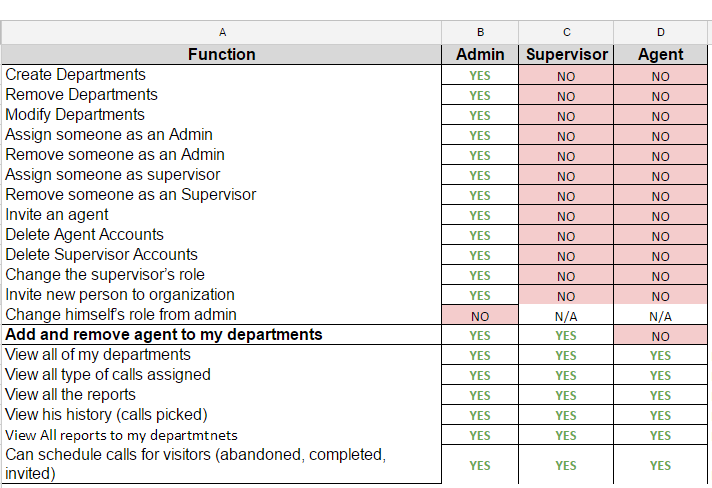 A B C D
Function Admin Supervisor Agent
Create Departments YES NO NO
Remove Departments YES NO NO
Modify Departments YES NO NO
Assign someone as an Admin YES NO NO
Remove someone as an Admin YES NO NO
Assign someone as supervisor YES NO NO
Remove someone as an Supervisor YES NO NO
Invite an agent YES NO NO
Delete Agent Accounts YES NO NO
Delete Supervisor Accounts YES NO NO
Change the supervisor's role YES NO NO
Invite new person to organization YES NO NO
Change himself's role from admin NO N/A N/A
Add and remove agent to my departments YES YES NO
View all of my departments YES YES YES
View all type of calls assigned YES YES YES
View all the reports YES YES YES
View his history (calls picked) YES YES YES
View All reports to my departmtnets YES YES YES
Can schedule calls for visitors (abandoned, completed,
invited) YES YES YES